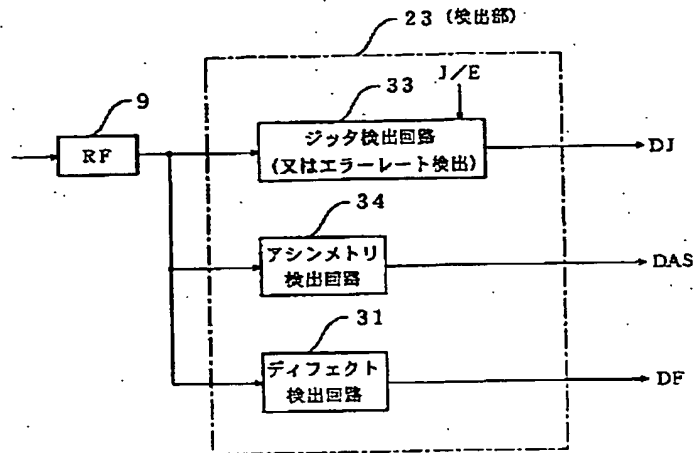 23 (検出部)
J/E
33
9
RF
ジッタ検出回路
(又はエラーレート検出)
DJ
34
アシンメトリ
検出回路
DAS
31
ディフェクト
検出回路
DF